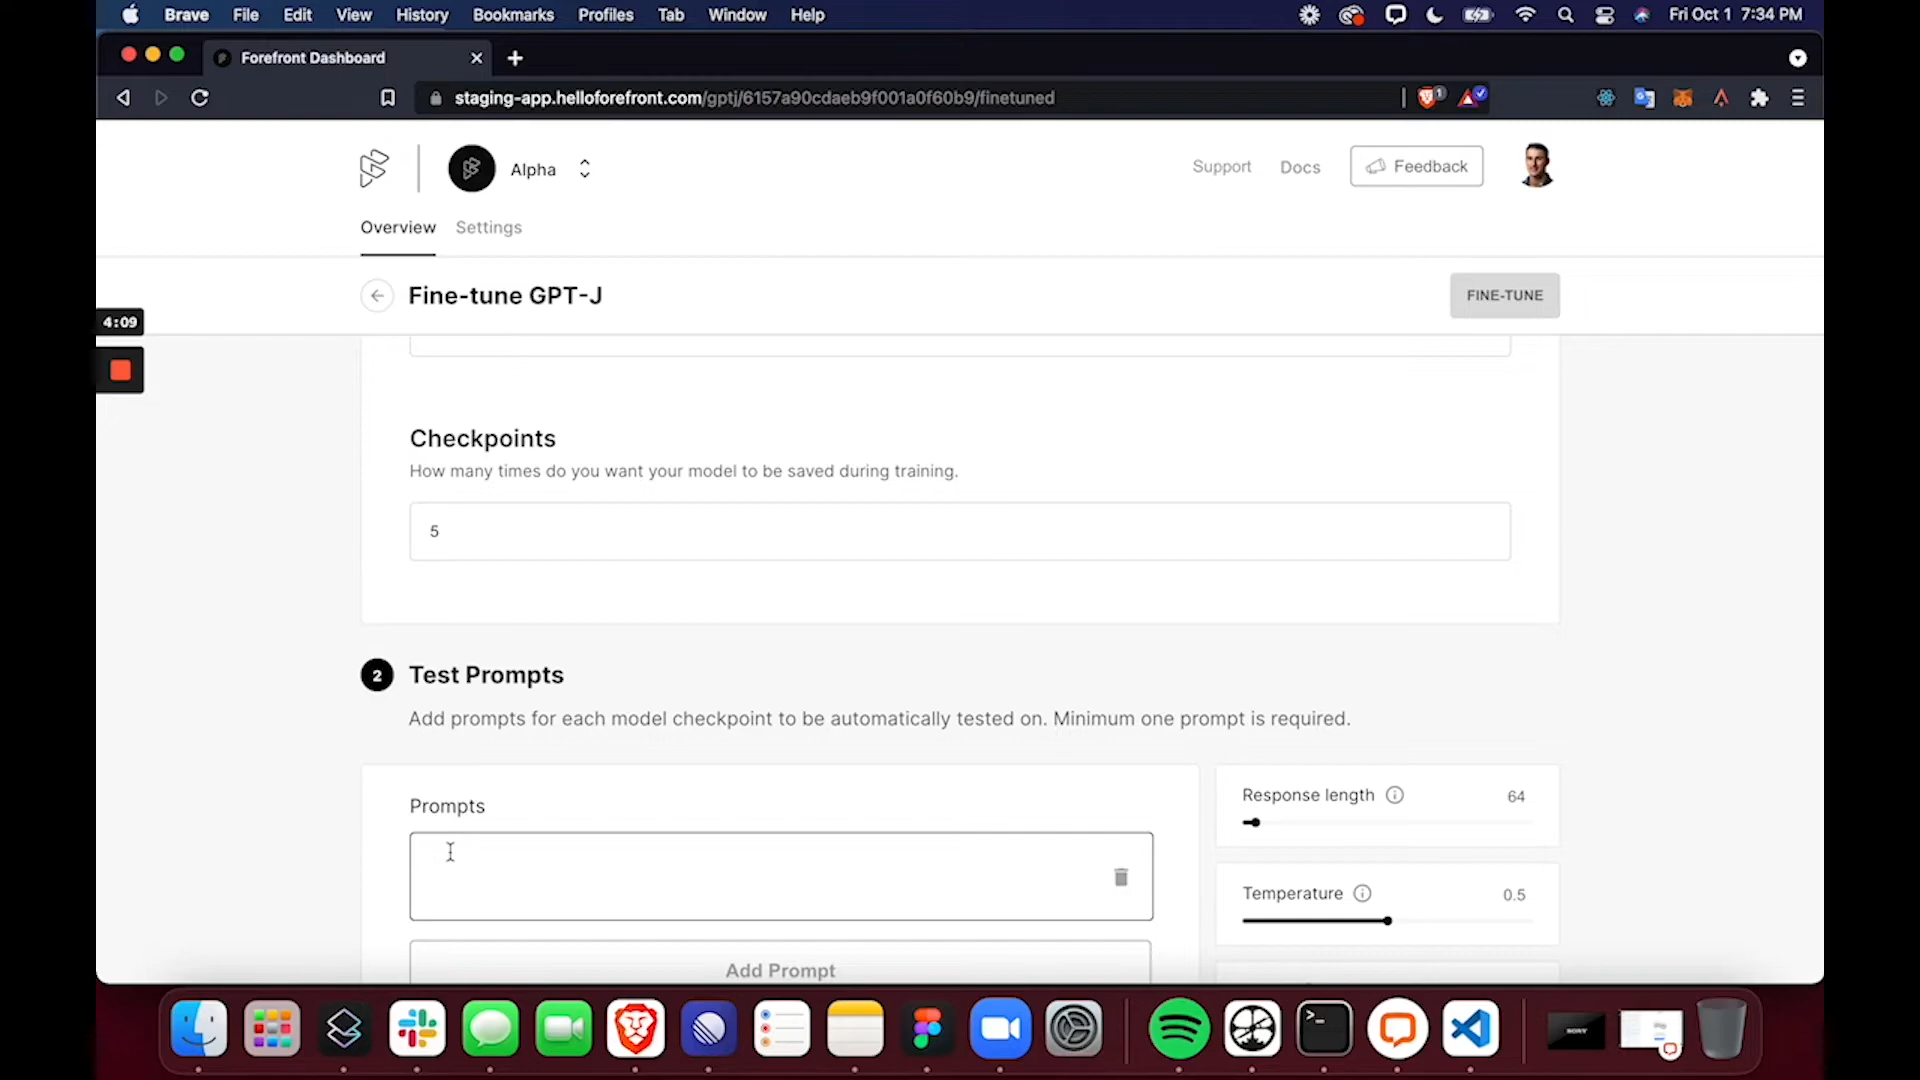 Brave File Edit View History Bookmarks Profiles Tab Window Help Fri Oct 1 7:34 PM
Forefront Dashboard
staging-app.helloforefront.com/gptj/6157a90cdaeb9f001a0f60b9/finetuned
1
Alpha
Support Docs Feedback
Overview Settings
Fine-tune GPT-J
FINE-TUNE
4:09
Checkpoints
How many times do you want your model to be saved during training.
5
2 Test Prompts
Add prompts for each model checkpoint to be automatically tested on. Minimum one prompt is required.
Prompts
Response length 64
Temperature 0.5
Add Prompt
SONY